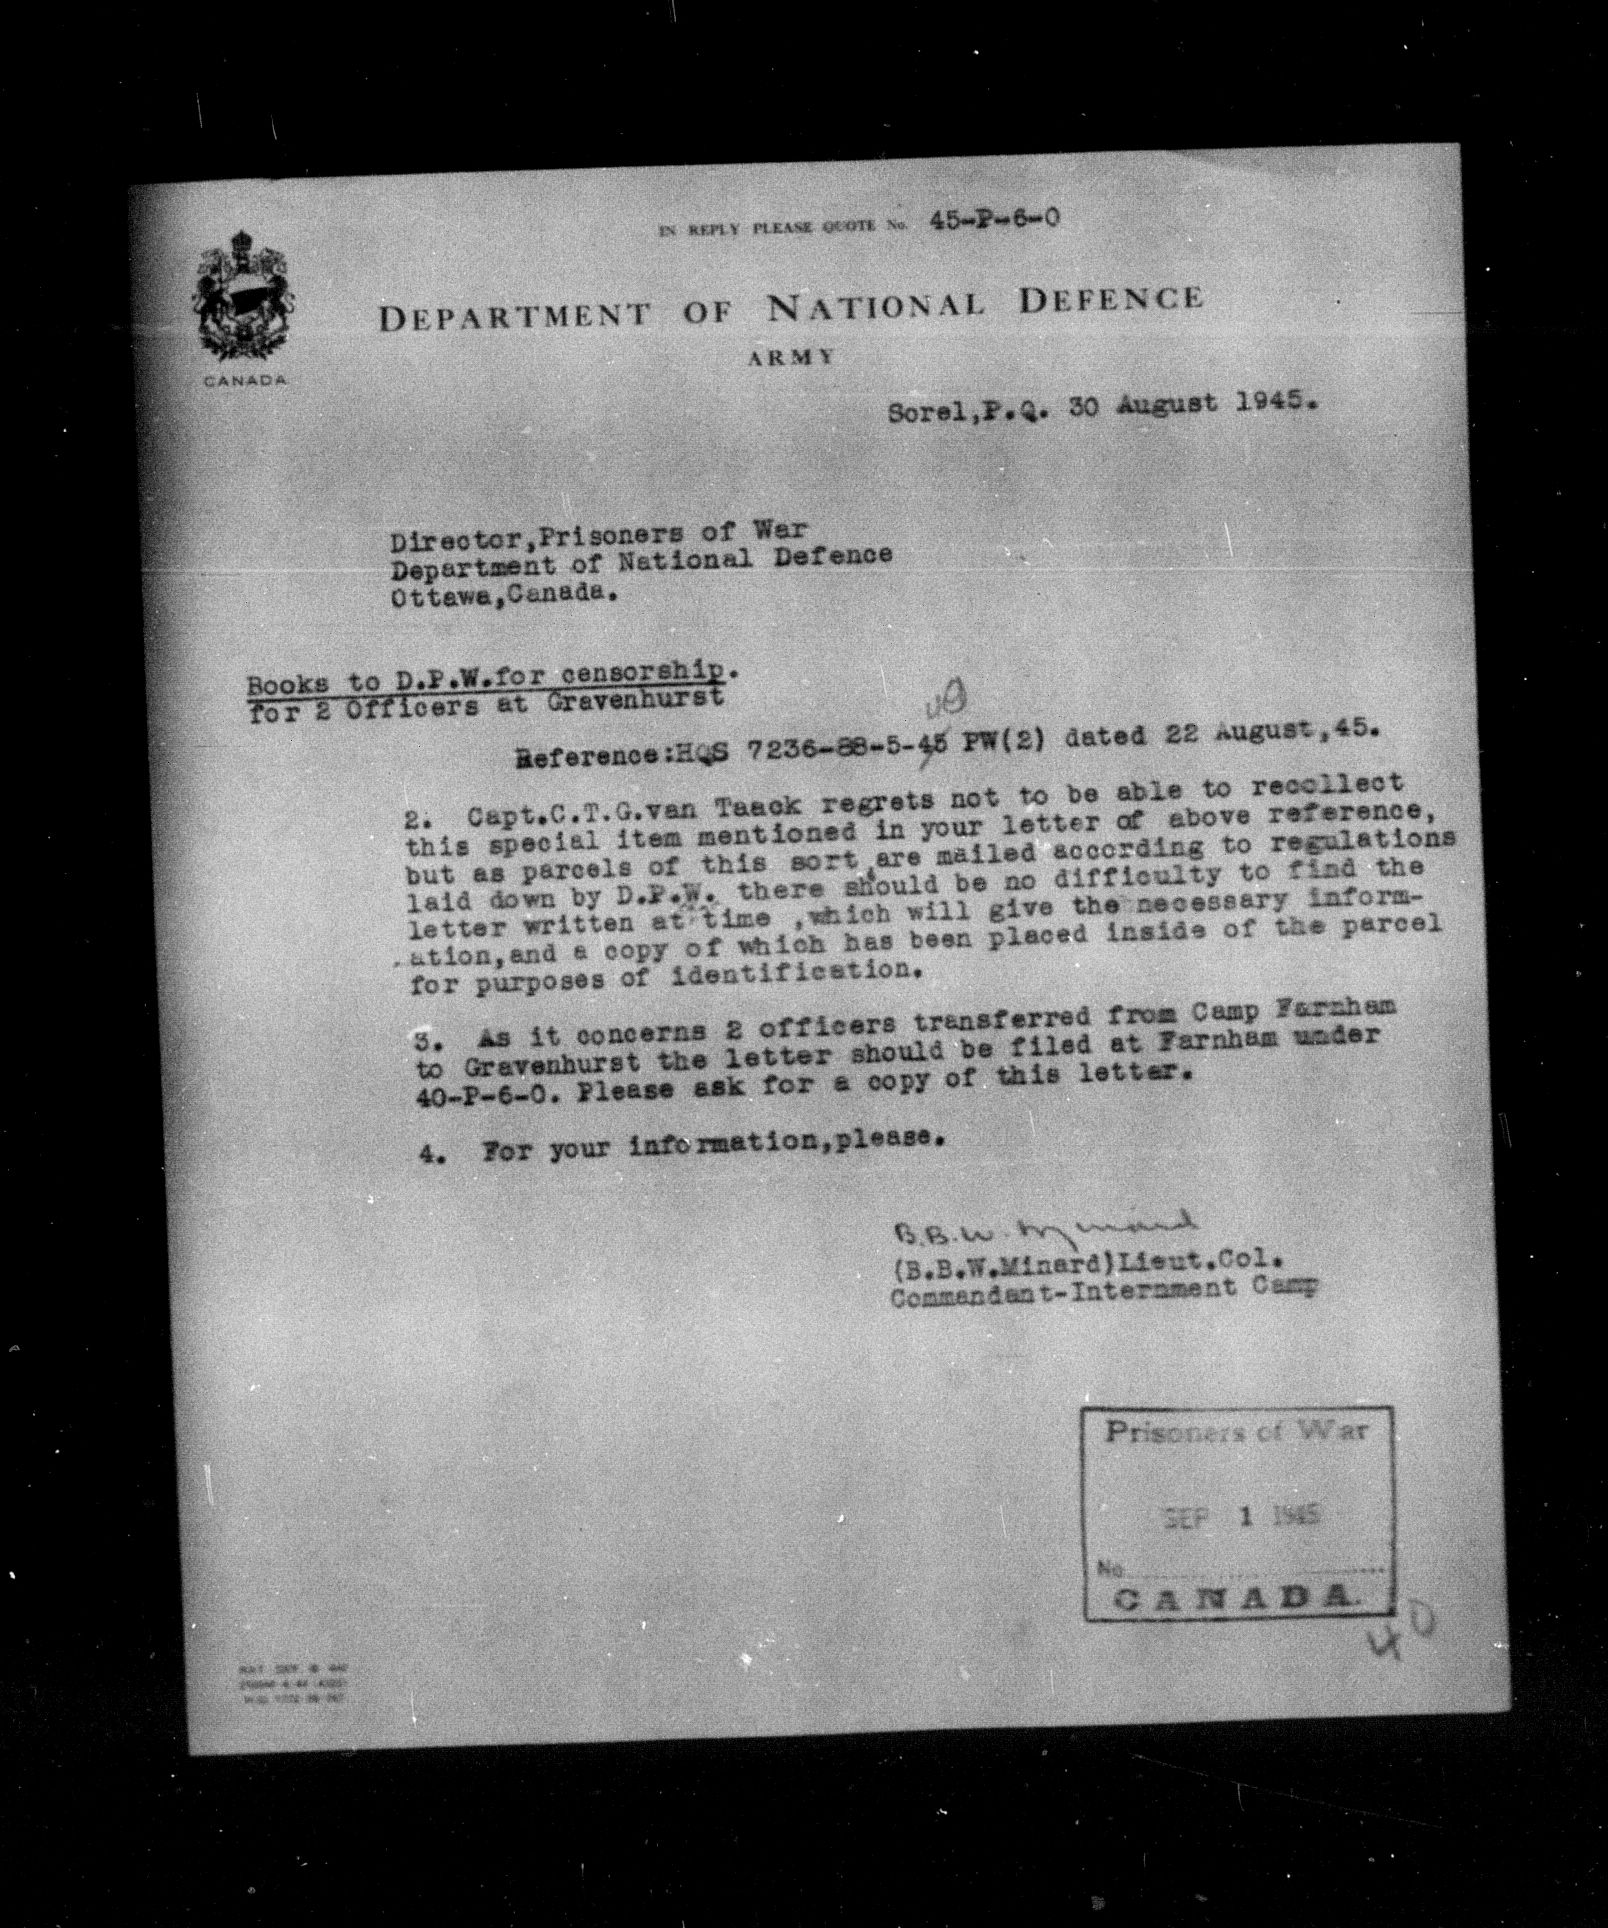 IN REPLY PLEASE QUOTE No. 45-P-6-0
DEPARTMENT OF NATIONAL DEFENCE
ARMY
CANADA
Sorel,P.Q. 30 August 1945.
Director,Prisoners of War
Department of National Defence
Ottawa,Canada.
Books to D.P.W.for censorship.
for 2 Officers at Gravenhurst
Reference:HQS 7236-88-5-45 PW(2) dated 22 August,45.
2. Capt.C.T.G.van Taack regrets not to be able to recollect
this special item mentioned in your letter of above reference,
but as parcels of this sort,are mailed according to regulations
laid down by D.P.W. there should be no difficulty to find the
letter written at time ,which will give the necessary inform-
ation,and a copy of which has been placed inside of the parcel
for purposes of identification.
3. As it concerns 2 officers transferred from Camp Farnham
to Gravenhurst the letter should be filed at Farnham under
40-P-6-0. Please ask for a copy of this letter.
4. For your information,please.
B.B.W. Minard
(B.B.W.Minard)Lieut.Col.
Commandant-Internment Camp
Prisoners of War
SEP 1 1945
No
CANADA.
40